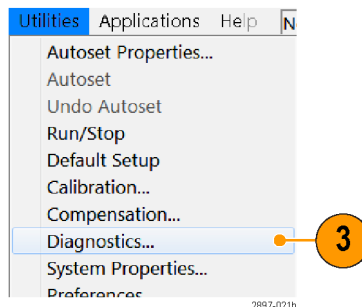 Utilities Applications Help N
Autoset Properties...
Autoset
Undo Autoset
Run/Stop
Default Setup
Calibration...
Compensation...
Diagnostics...
3
System Properties...
Preferences
2897-021b